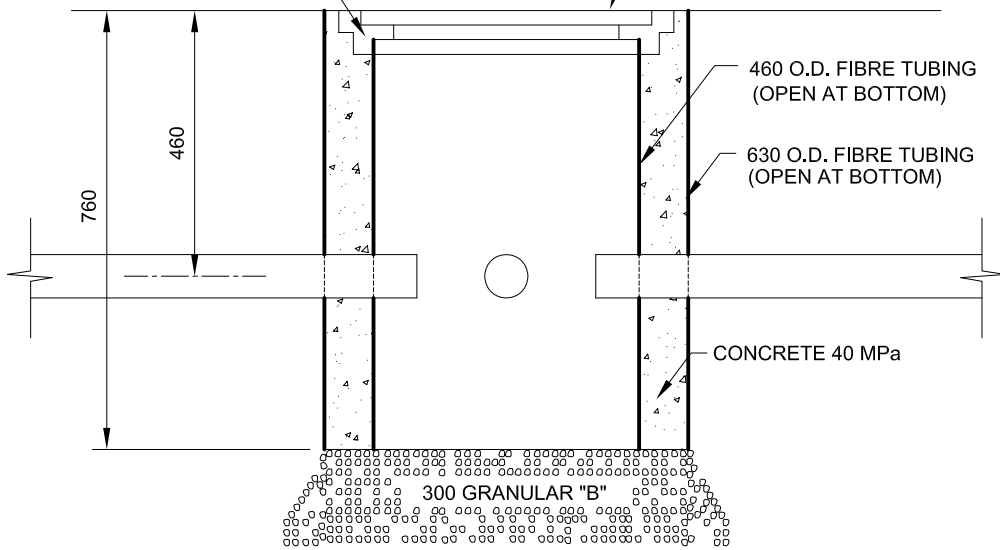 460 O.D. FIBRE TUBING
(OPEN AT BOTTOM)
460
630 O.D. FIBRE TUBING
(OPEN AT BOTTOM)
760
CONCRETE 40 MPa
300 GRANULAR "B"